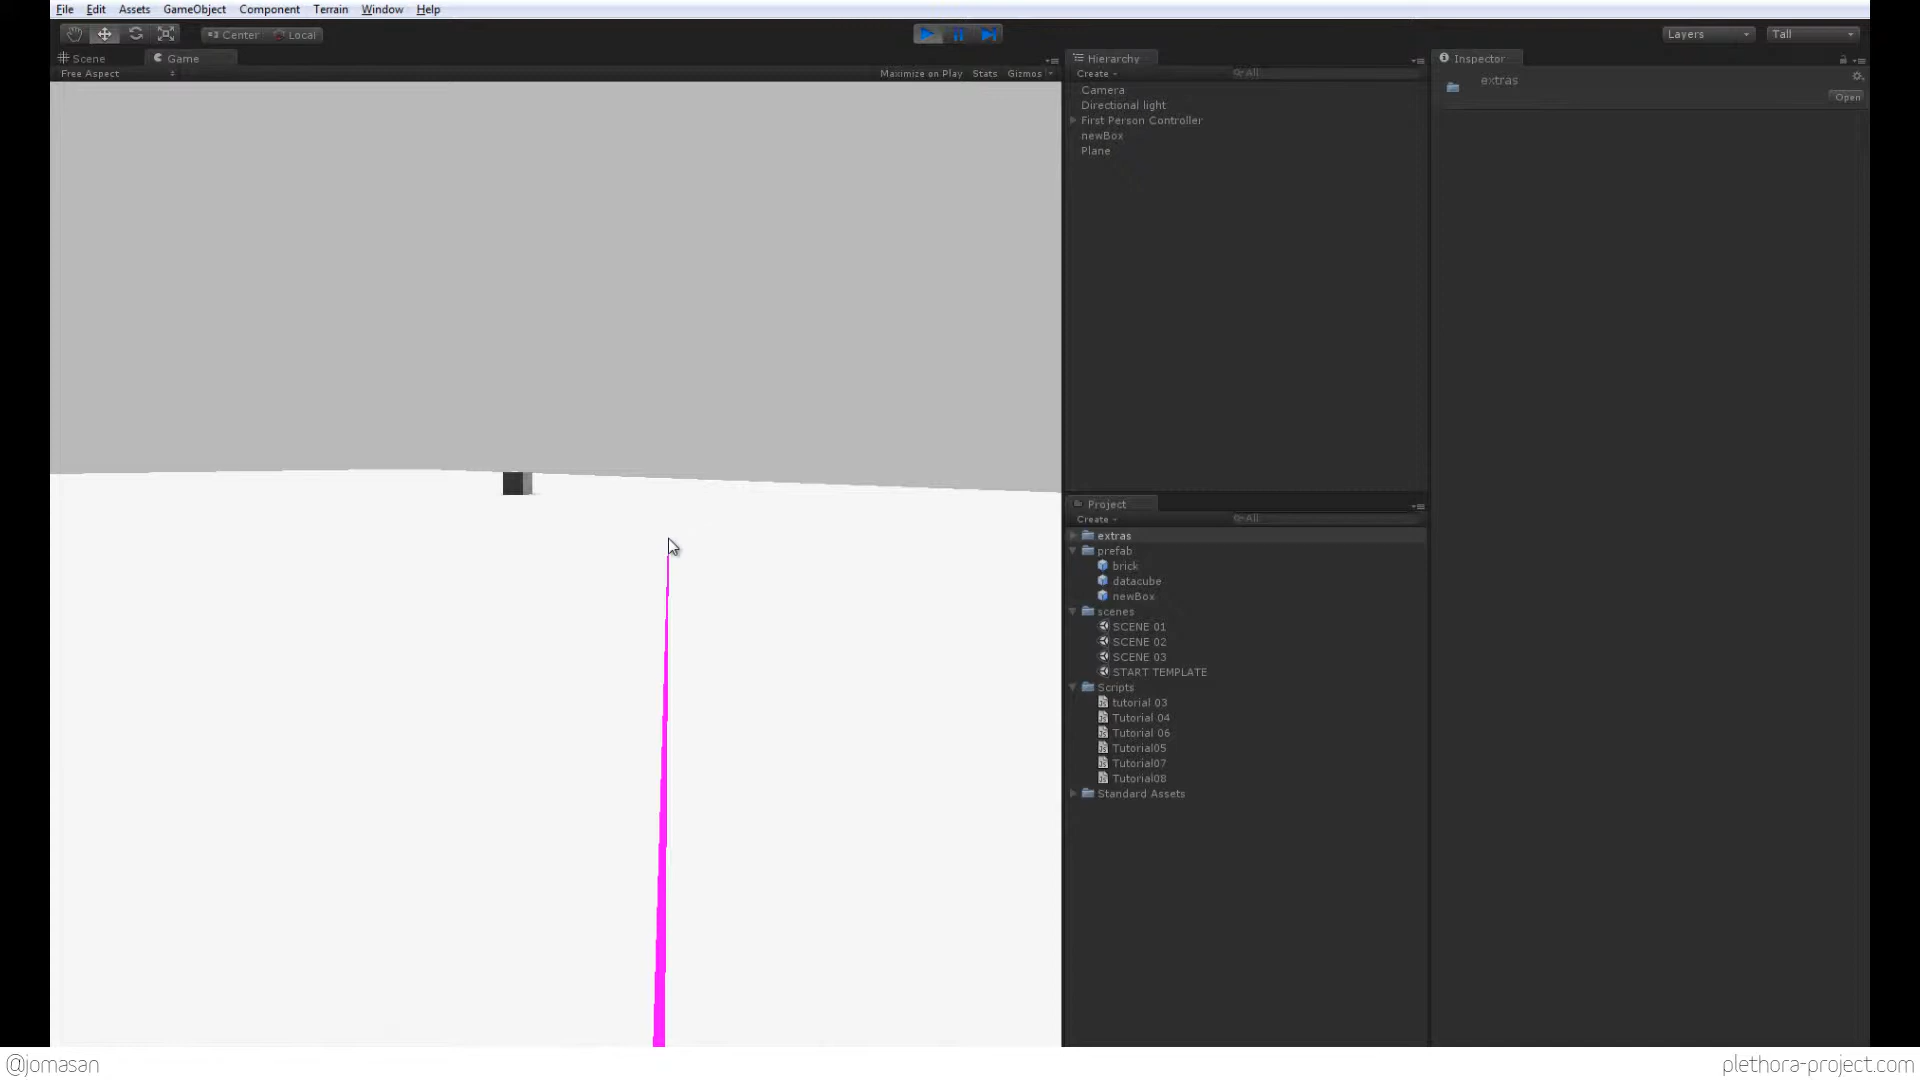 File Edit Assets GameObject Component Terrain Window Help
Center Local Layers Tall
Scene Game Hierarchy Inspector
Free Aspect Maximize on Play Stats Gizmos Create All extras
Open
Camera
Directional light
First Person Controller
newBox
Plane
Project
Create All
extras
prefab
brick
datacube
newBox
scenes
SCENE 01
SCENE 02
SCENE 03
START TEMPLATE
Scripts
tutorial 03
Tutorial 04
Tutorial 06
Tutorial05
Tutorial07
Tutorial08
Standard Assets
@jomasan plethora-project.com